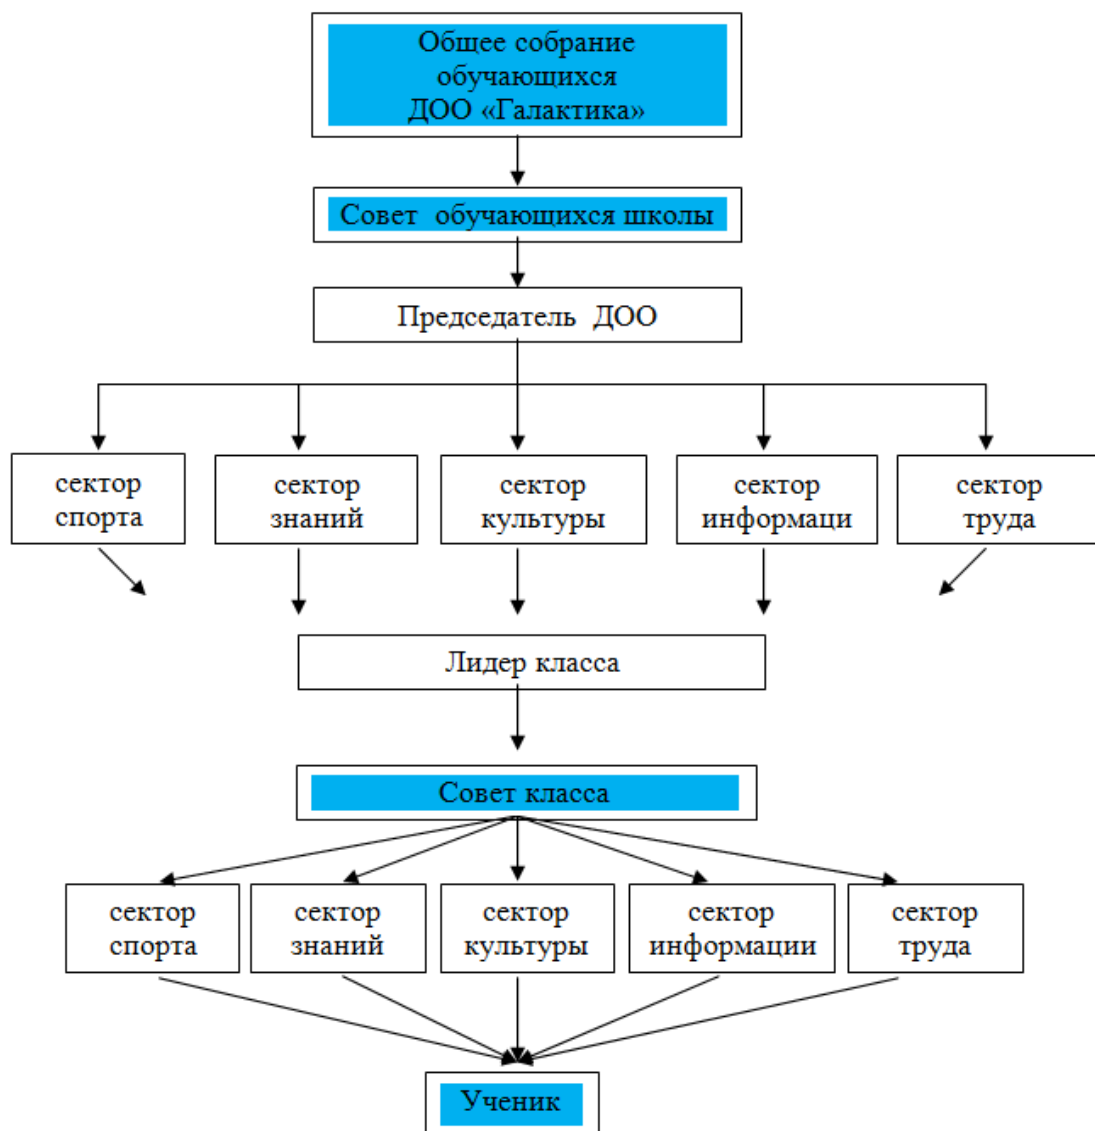 Общее собрание
обучающихся
ДОО «Галактика»
Совет обучающихся школы
Председатель ДОО
сектор
спорта
сектор
знаний
сектор
культуры
сектор
информаци
сектор
труда
Лидер класса
Совет класса
сектор
спорта
сектор
знаний
сектор
культуры
сектор
информации
сектор
труда
Ученик